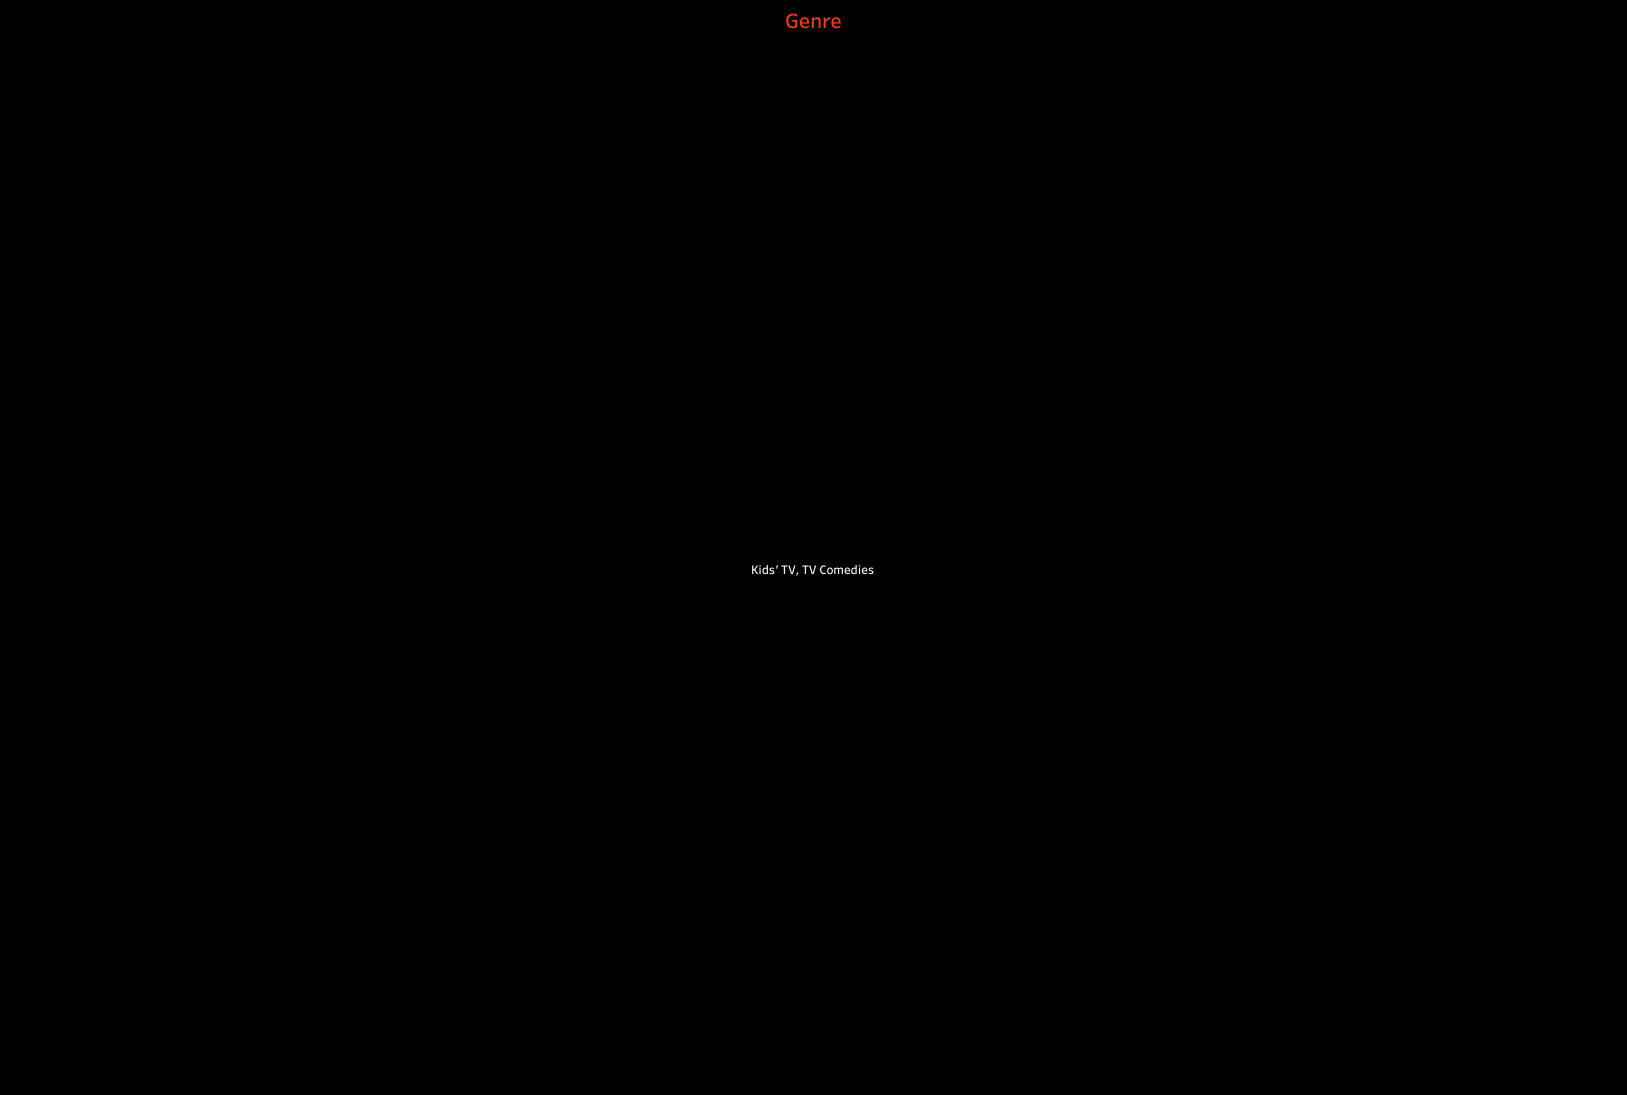 Genre
Kids’ TV, TV Comedies